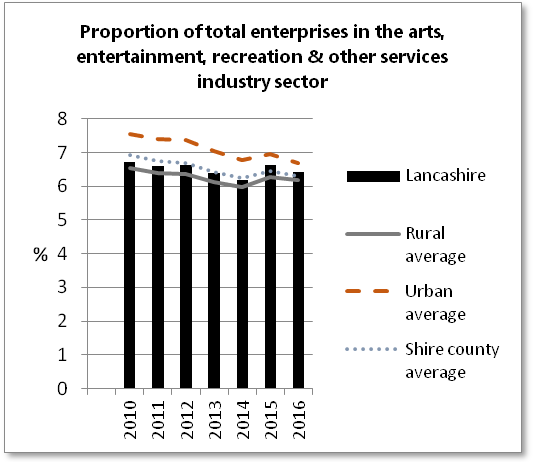 Proportion of total enterprises in the arts,
entertainment, recreation & other services
industry sector
8
7
6
5
4
3
2
1
0
%
2010
2011
2012
2013
2014
2015
2016
Lancashire
Rural
average
Urban
average
Shire county
average